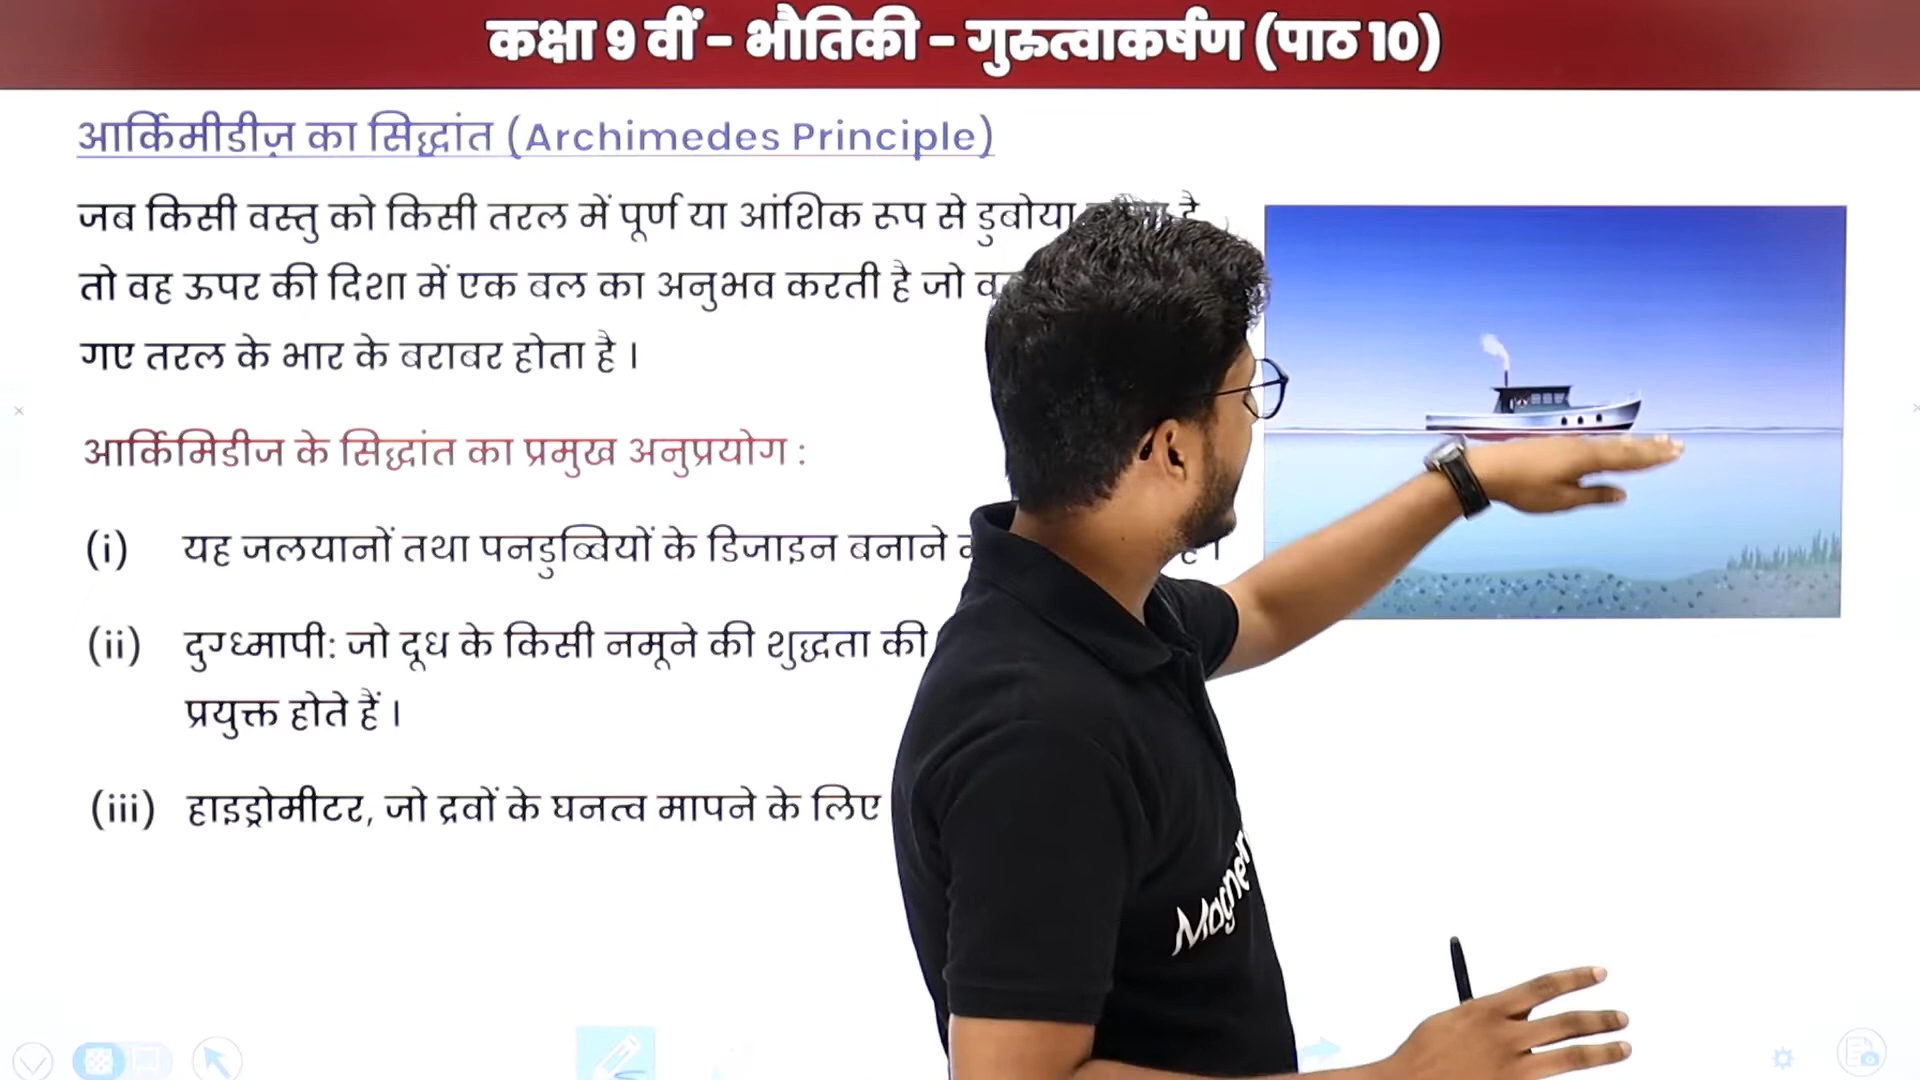 कक्षा 9 वीं - भौतिकी - गुरुत्वाकर्षण (पाठ 10)
आर्किमीडीज़ का सिद्धांत (Archimedes Principle)
जब किसी वस्तु को किसी तरल में पूर्ण या आंशिक रूप से डुबोया है
तो वह ऊपर की दिशा में एक बल का अनुभव करती है जो
गए तरल के भार के बराबर होता है ।
आर्किमिडीज के सिद्धांत का प्रमुख अनुप्रयोग :
(i) यह जलयानों तथा पनडुब्बियों के डिजाइन बनाने
(ii) दुग्ध्मापी: जो दूध के किसी नमूने की शुद्धता की
प्रयुक्त होते हैं ।
(iii) हाइड्रोमीटर, जो द्रवों के घनत्व मापने के लिए